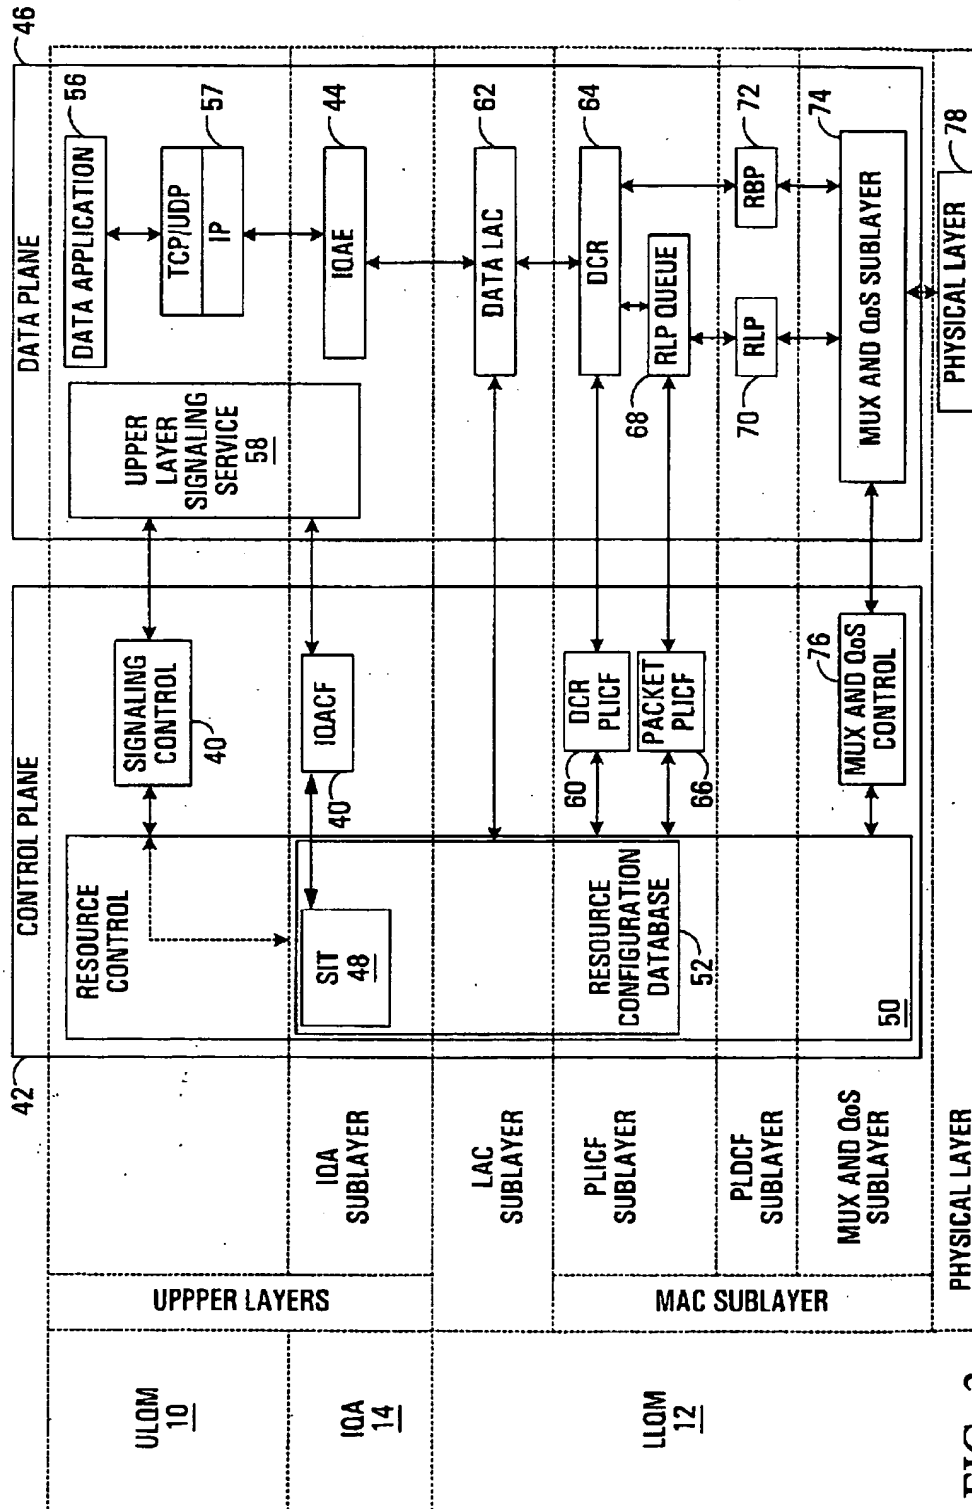 42
CONTROL PLANE
DATA PLANE
46
ULQM
10
UPPPER LAYERS
RESOURCE
CONTROL
SIGNALING
CONTROL
40
UPPER
LAYER
SIGNALING
SERVICE
58
DATA APPLICATION
56
TCP/UDP
IP
57
IQA
14
IQA
SUBLAYER
SIT
48
IQACF
40
IQAE
44
LAC
SUBLAYER
DATA LAC
62
LLQM
12
MAC SUBLAYER
PLICF
SUBLAYER
RESOURCE
CONFIGURATION
DATABASE
52
DCR
PLICF
60
PACKET
PLICF
66
DCR
64
RLP QUEUE
68
PLDCF
SUBLAYER
RLP
70
RBP
72
MUX AND QoS
SUBLAYER
50
MUX AND QoS
CONTROL
76
MUX AND QoS SUBLAYER
74
PHYSICAL LAYER
PHYSICAL LAYER
78
FIG.